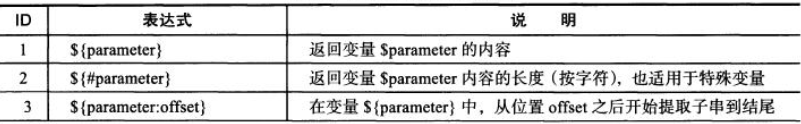 ID 表达式 说 明
1 ${parameter} 返回变量 $parameter 的内容
2 ${#parameter} 返回变量 $parameter 内容的长度（按字符），也适用于特殊变量
3 ${parameter:offset} 在变量 ${parameter} 中，从位置 offset 之后开始提取子串到结尾